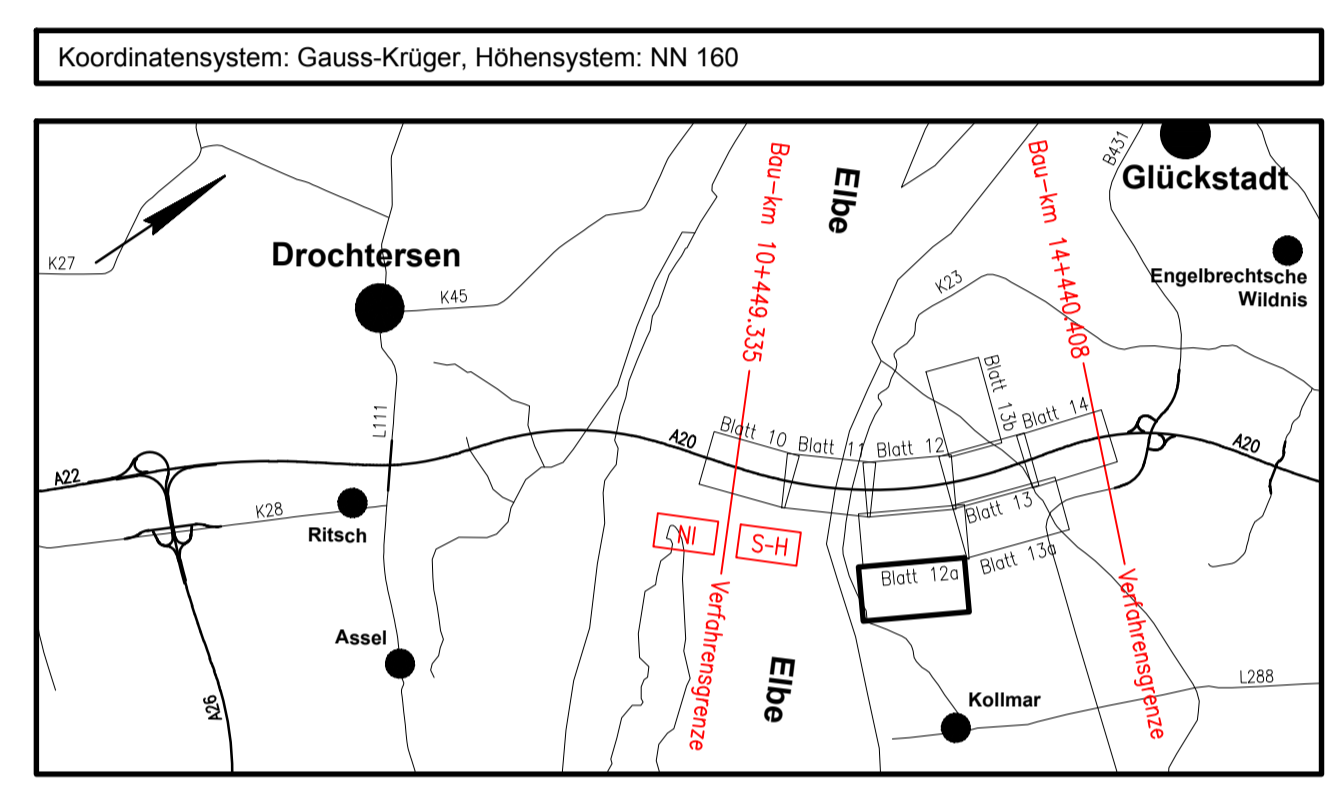 Koordinatensystem: Gauss-Krüger, Höhensystem: NN 160
Glückstadt
B431
Bau-km 10+449.335
Elbe
Bau-km 14+440.408
Drochtersen
K27
K45
K23
Engelbrechtsche
Wildnis
Blatt 13b
L111
Blatt 10
Blatt 11
Blatt 12
Blatt 14
A20
A20
A22
K28
Ritsch
NI
S-H
Blatt 13
Blatt 13a
Blatt 12a
Verfahrensgrenze
Verfahrensgrenze
Assel
Elbe
A26
Kollmar
L288